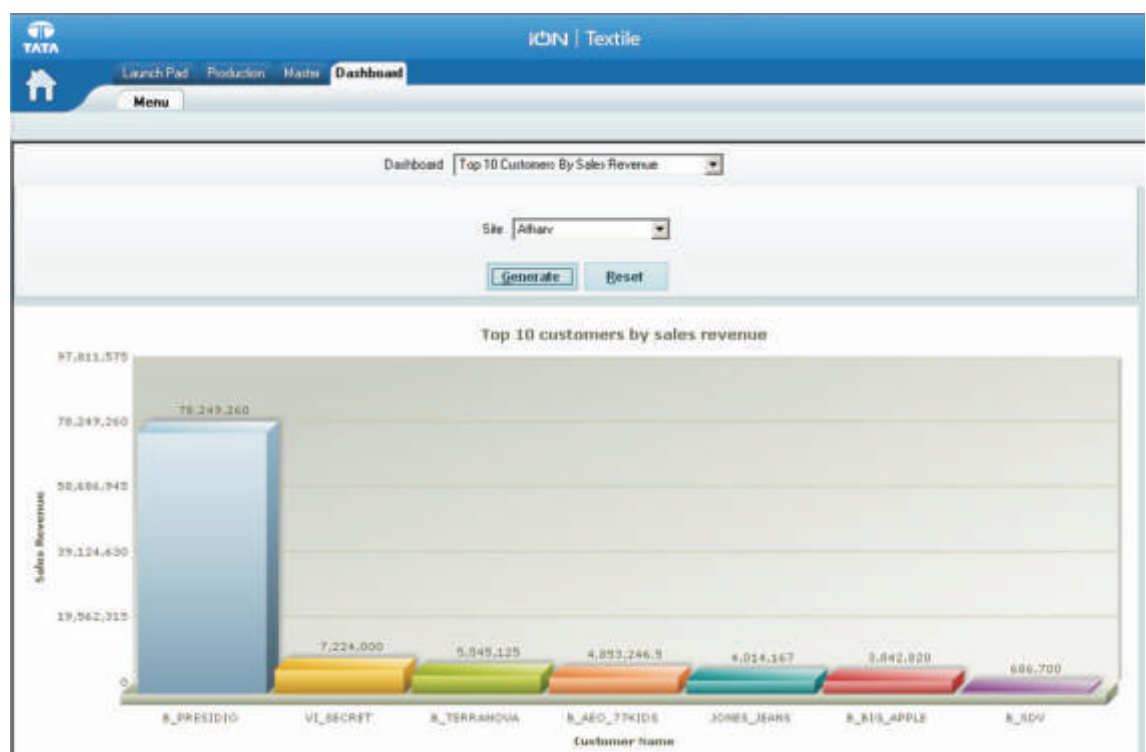 TATA
iON | Textile
Launch Pad Production Master Dashboard
Menu
Dashboard Top 10 Customers By Sales Revenue
Site Atharv
Generate Reset
Top 10 customers by sales revenue
97,811,575
78,249,260
78,249,260
58,686,945
39,124,630
19,562,315
0
7,224,000 5,545,125 4,853,246.5 4,014,167 3,842,820 686,700
Sales Revenue
B_PRESIDIO VI_SECRET B_TERRANOVA B_AEO_77KIDS JONES_JEANS B_BIG_APPLE B_SDV
Customer Name